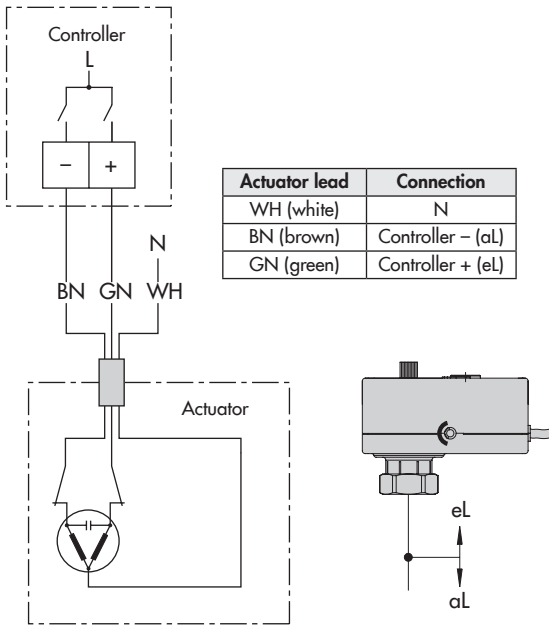 Controller
L
– +
N
BN GN WH
Actuator lead Connection
WH (white) N
BN (brown) Controller – (aL)
GN (green) Controller + (eL)
Actuator
eL
aL